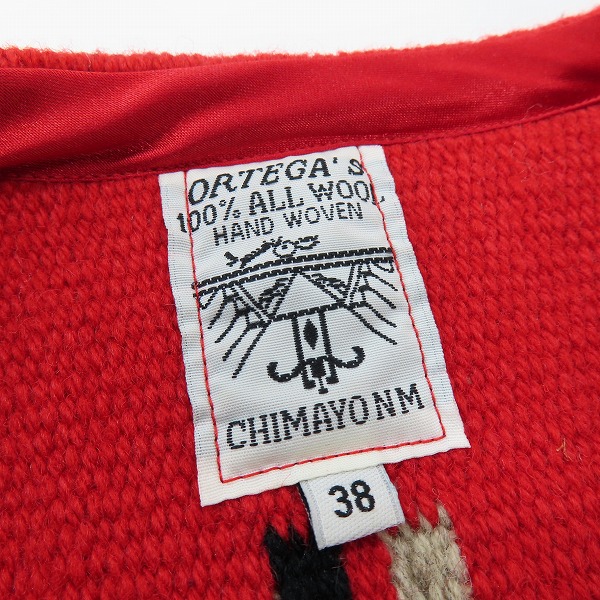 ORTEGA'S
100% ALL WOOL
HAND WOVEN
CHIMAYO NM
38